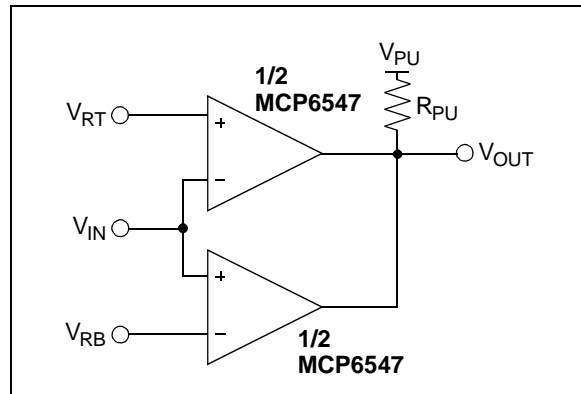 V_PU
1/2
MCP6547
R_PU
V_RT
+
−
V_OUT
V_IN
+
−
V_RB
1/2
MCP6547